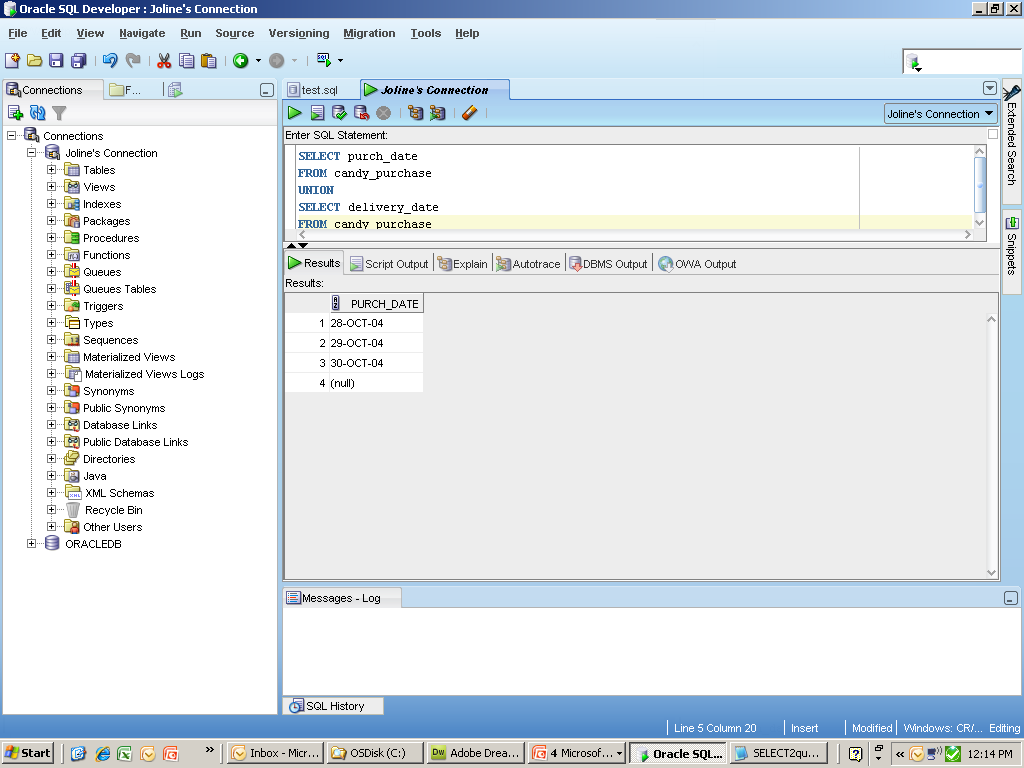 Oracle SQL Developer : Joline's Connection
File Edit View Navigate Run Source Versioning Migration Tools Help
Connections F... test.sql Joline's Connection
Joline's Connection
Enter SQL Statement:
SELECT purch_date
FROM candy_purchase
UNION
SELECT delivery_date
FROM candy_purchase
Connections
Joline's Connection
Tables
Views
Indexes
Packages
Procedures
Functions
Queues
Queues Tables
Triggers
Types
Sequences
Materialized Views
Materialized Views Logs
Synonyms
Public Synonyms
Database Links
Public Database Links
Directories
Java
XML Schemas
Recycle Bin
Other Users
ORACLEDB
Results Script Output Explain Autotrace DBMS Output OWA Output
Results:
PURCH_DATE
1 28-OCT-04
2 29-OCT-04
3 30-OCT-04
4 (null)
Extended Search
Snippets
Messages - Log
SQL History
Line 5 Column 20 Insert Modified Windows: CR/... Editing
Start » Inbox - Micr... OSDisk (C:) Adobe Drea... 4 Microsof... Oracle SQL... SELECT2qu... « 12:14 PM